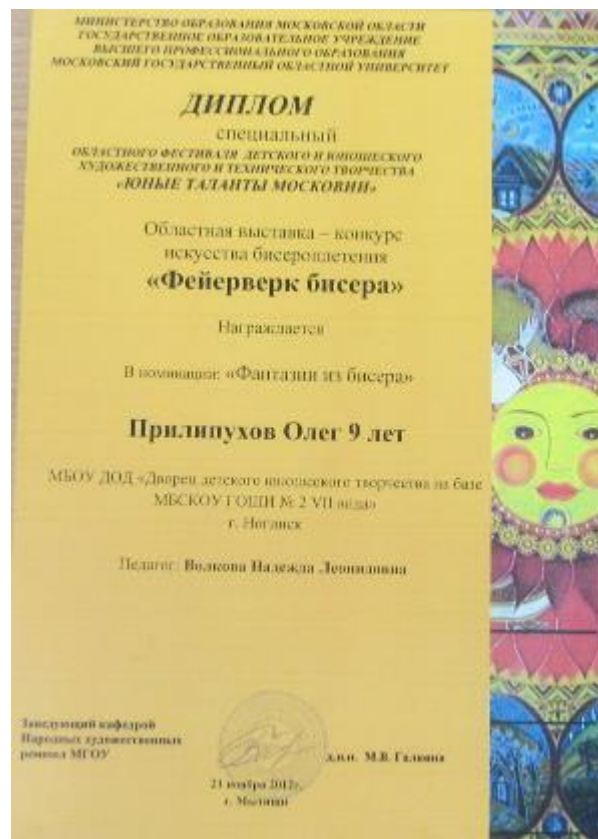 МИНИСТЕРСТВО ОБРАЗОВАНИЯ МОСКОВСКОЙ ОБЛАСТИ
ГОСУДАРСТВЕННОЕ ОБРАЗОВАТЕЛЬНОЕ УЧРЕЖДЕНИЕ
ВЫСШЕГО ПРОФЕССИОНАЛЬНОГО ОБРАЗОВАНИЯ
МОСКОВСКИЙ ГОСУДАРСТВЕННЫЙ ОБЛАСТНОЙ УНИВЕРСИТЕТ
ДИПЛОМ
специальный
ОБЛАСТНОГО ФЕСТИВАЛЯ ДЕТСКОГО И ЮНОШЕСКОГО
ХУДОЖЕСТВЕННОГО И ТЕХНИЧЕСКОГО ТВОРЧЕСТВА
«ЮНЫЕ ТАЛАНТЫ МОСКОВИИ»
Областная выставка – конкурс
искусства бисероплетения
«Фейерверк бисера»
Награждается
В номинации: «Фантазии из бисера»
Прилипухов Олег 9 лет
МБОУ ДОД «Дворец детского юношеского творчества на базе
МБСКОУ ГОШИ № 2 VII вида»
г. Ногинск
Педагог: Волкова Надежда Леонидовна
Заведующий кафедрой
Народных художественных
ремесел МГОУ
д.п.н. М.В. Галкина
21 ноября 2012г.
г. Мытищи